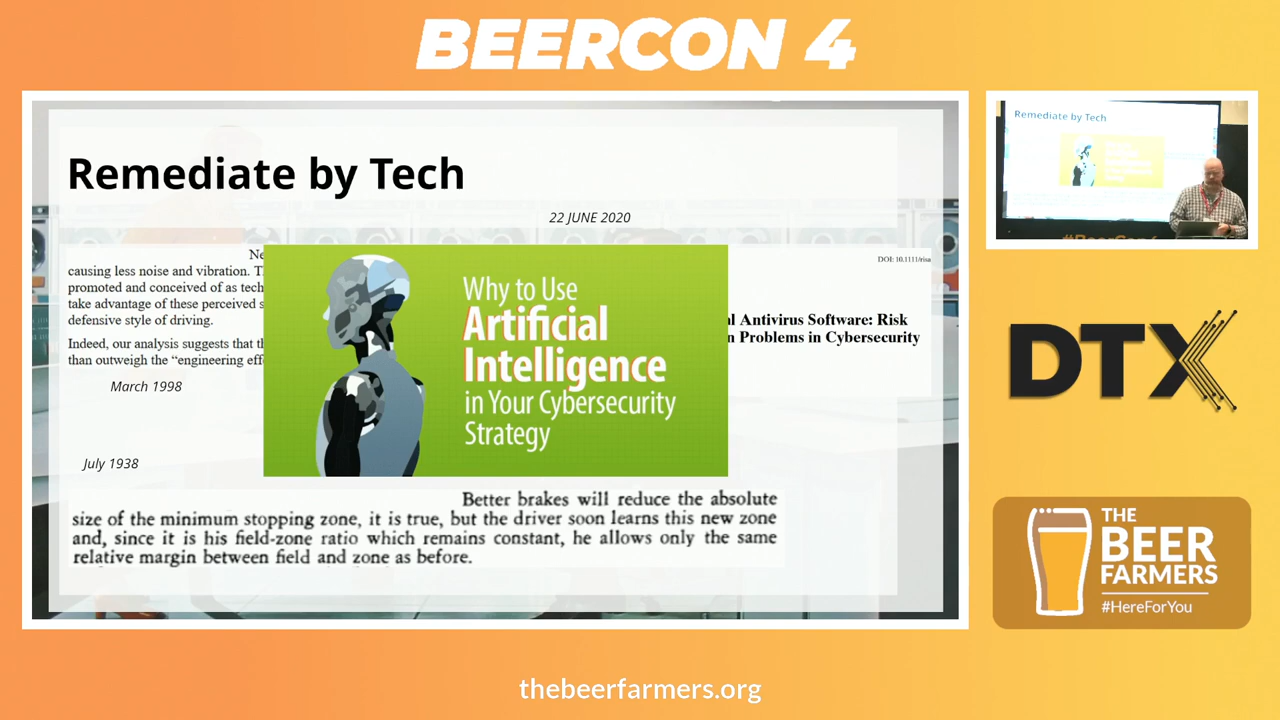 BEERCON 4
Remediate by Tech
22 JUNE 2020
Ne
causing less noise and vibration. T
promoted and conceived of as tech
take advantage of these perceived s
defensive style of driving.
Indeed, our analysis suggests that th
than outweigh the “engineering eff
March 1998
Why to Use
Artificial
Intelligence
in Your Cybersecurity
Strategy
DOI: 10.1111/risa
l Antivirus Software: Risk
n Problems in Cybersecurity
July 1938
Better brakes will reduce the absolute
size of the minimum stopping zone, it is true, but the driver soon learns this new zone
and, since it is his field-zone ratio which remains constant, he allows only the same
relative margin between field and zone as before.
Remediate by Tech
DTX
THE
BEER
FARMERS
#HereForYou
thebeerfarmers.org